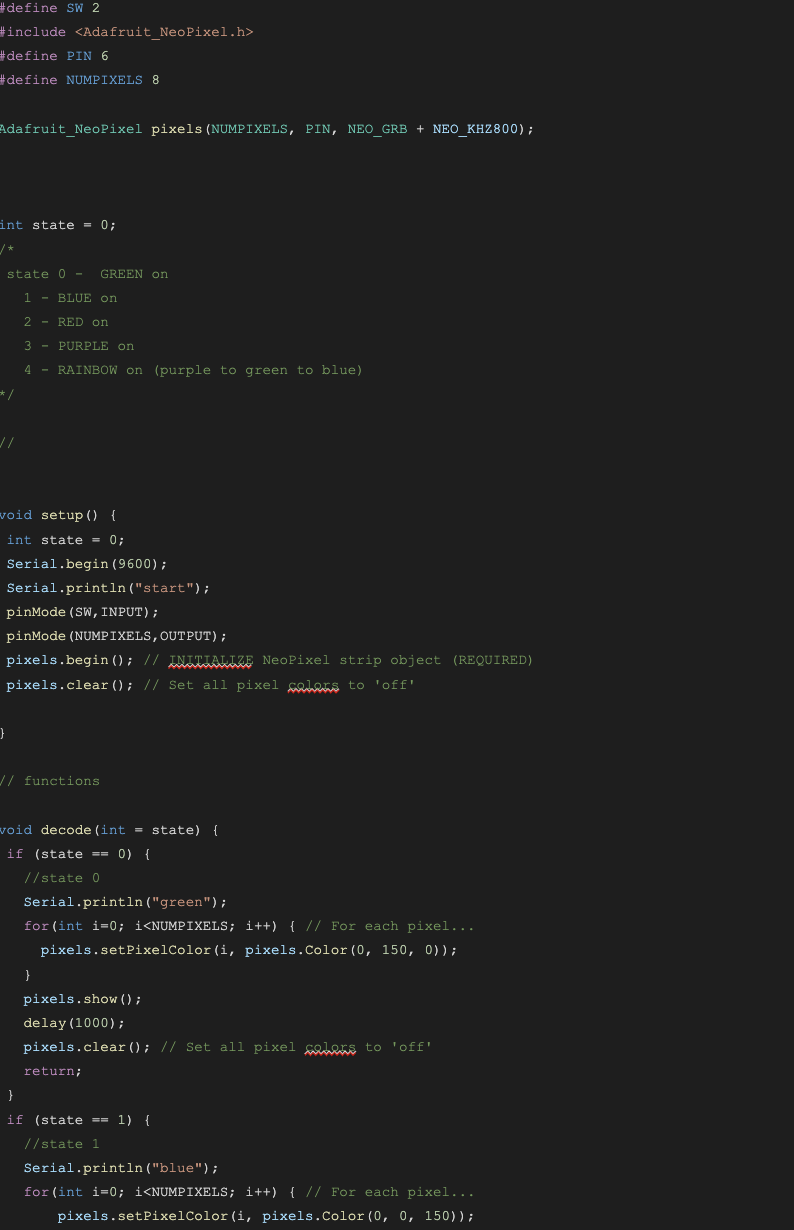 #define SW 2
#include <Adafruit_NeoPixel.h>
#define PIN 6
#define NUMPIXELS 8
Adafruit_NeoPixel pixels(NUMPIXELS, PIN, NEO_GRB + NEO_KHZ800);
int state = 0;
/*
state 0 -  GREEN on
1 - BLUE on
2 - RED on
3 - PURPLE on
4 - RAINBOW on (purple to green to blue)
*/
//
void setup() {
int state = 0;
Serial.begin(9600);
Serial.println("start");
pinMode(SW,INPUT);
pinMode(NUMPIXELS,OUTPUT);
pixels.begin(); // INITIALIZE NeoPixel strip object (REQUIRED)
pixels.clear(); // Set all pixel colors to 'off'
}
// functions
void decode(int = state) {
if (state == 0) {
//state 0
Serial.println("green");
for(int i=0; i<NUMPIXELS; i++) { // For each pixel...
pixels.setPixelColor(i, pixels.Color(0, 150, 0));
}
pixels.show();
delay(1000);
pixels.clear(); // Set all pixel colors to 'off'
return;
}
if (state == 1) {
//state 1
Serial.println("blue");
for(int i=0; i<NUMPIXELS; i++) { // For each pixel...
pixels.setPixelColor(i, pixels.Color(0, 0, 150));